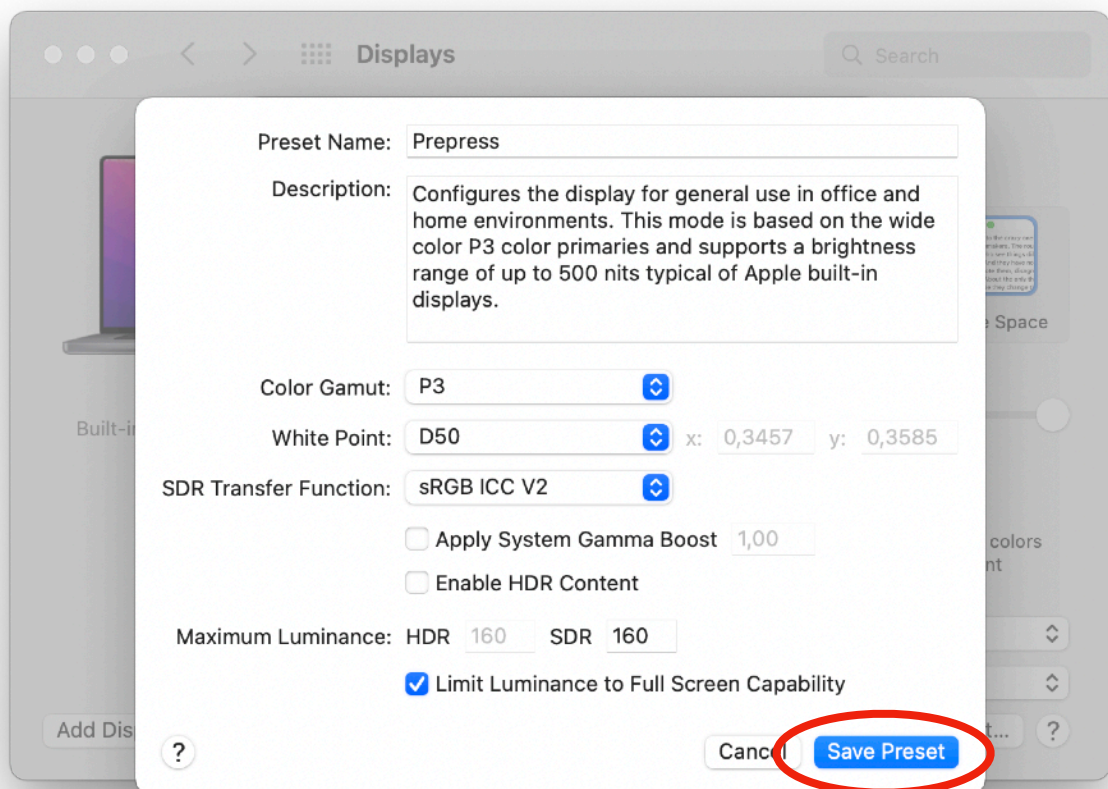 Displays
Search
Preset Name: Prepress
Description: Configures the display for general use in office and
home environments. This mode is based on the wide
color P3 color primaries and supports a brightness
range of up to 500 nits typical of Apple built-in
displays.
Space
Color Gamut: P3
Built-i
White Point: D50 x: 0,3457 y: 0,3585
SDR Transfer Function: sRGB ICC V2
Apply System Gamma Boost 1,00
colors
nt
Enable HDR Content
Maximum Luminance: HDR 160 SDR 160
Limit Luminance to Full Screen Capability
Add Dis
t... ?
? Cancel Save Preset